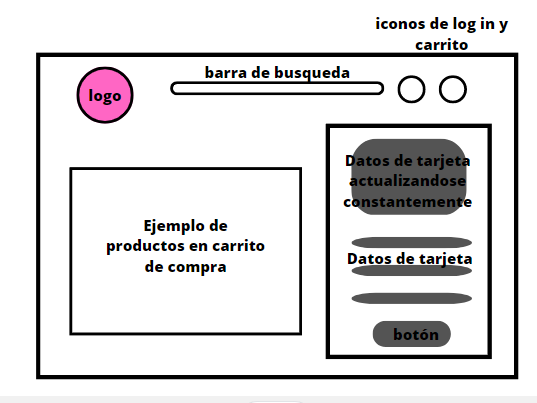 iconos de log in y
carrito
logo
barra de busqueda
Datos de tarjeta
actualizandose
constantemente
Ejemplo de
productos en carrito
de compra
Datos de tarjeta
botón